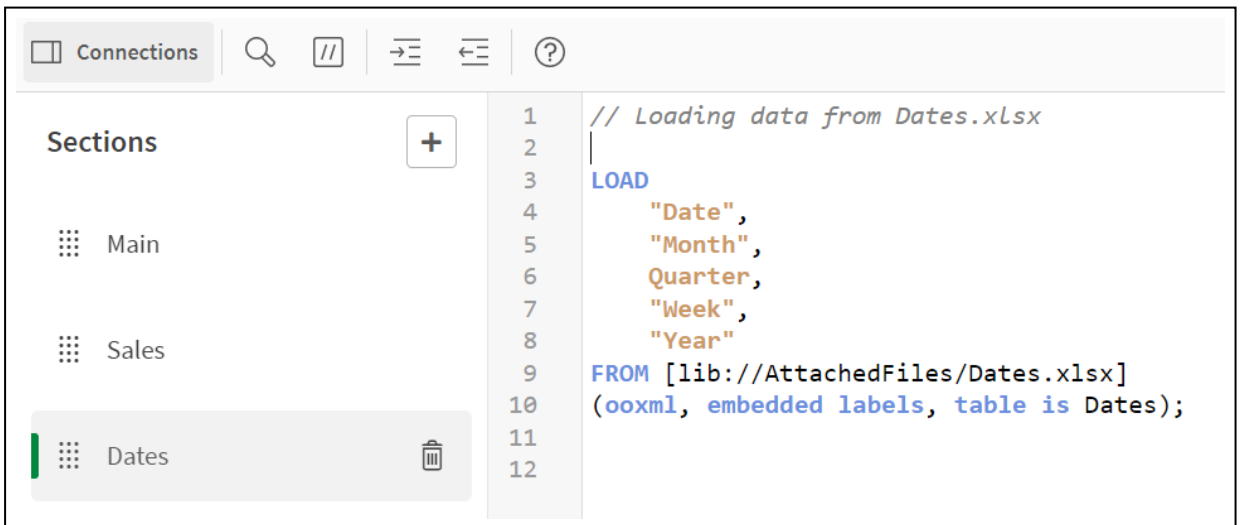 Connections
//
?
Sections
+
Main
Sales
Dates
1 // Loading data from Dates.xlsx
2
3 LOAD
4 "Date",
5 "Month",
6 Quarter,
7 "Week",
8 "Year"
9 FROM [lib://AttachedFiles/Dates.xlsx]
10 (ooxml, embedded labels, table is Dates);
11
12